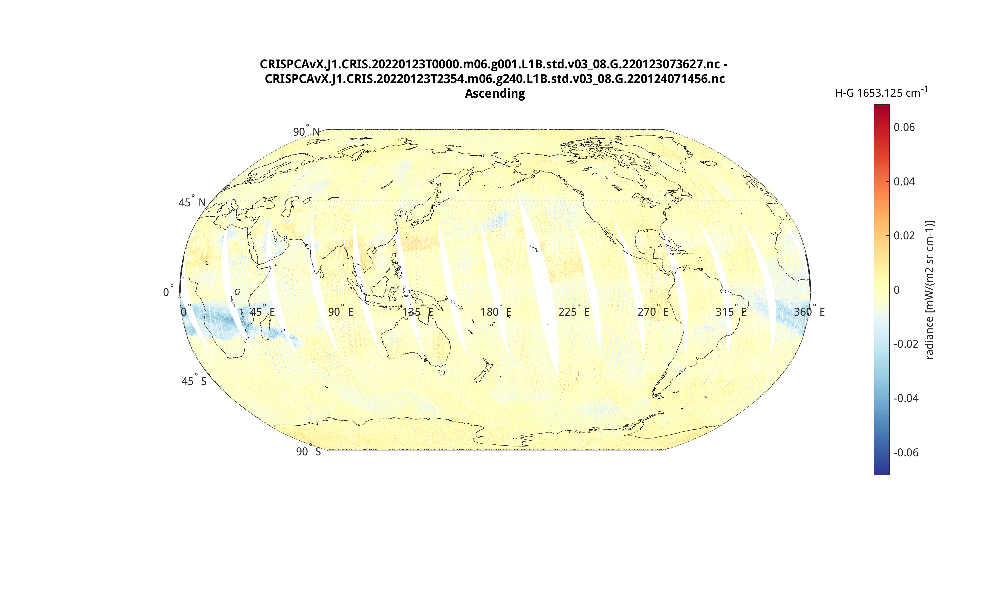 CRISPCAvX.J1.CRIS.20220123T0000.m06.g001.L1B.std.v03_08.G.220123073627.nc -
CRISPCAvX.J1.CRIS.20220123T2354.m06.g240.L1B.std.v03_08.G.220124071456.nc
Ascending
H-G 1653.125 cm-1
90° N
45° N
0°
0° 45° E 90° E 135° E 180° E 225° E 270° E 315° E 360° E
45° S
90° S
0.06
0.04
0.02
0
-0.02
-0.04
-0.06
radiance [mW/(m2 sr cm-1)]